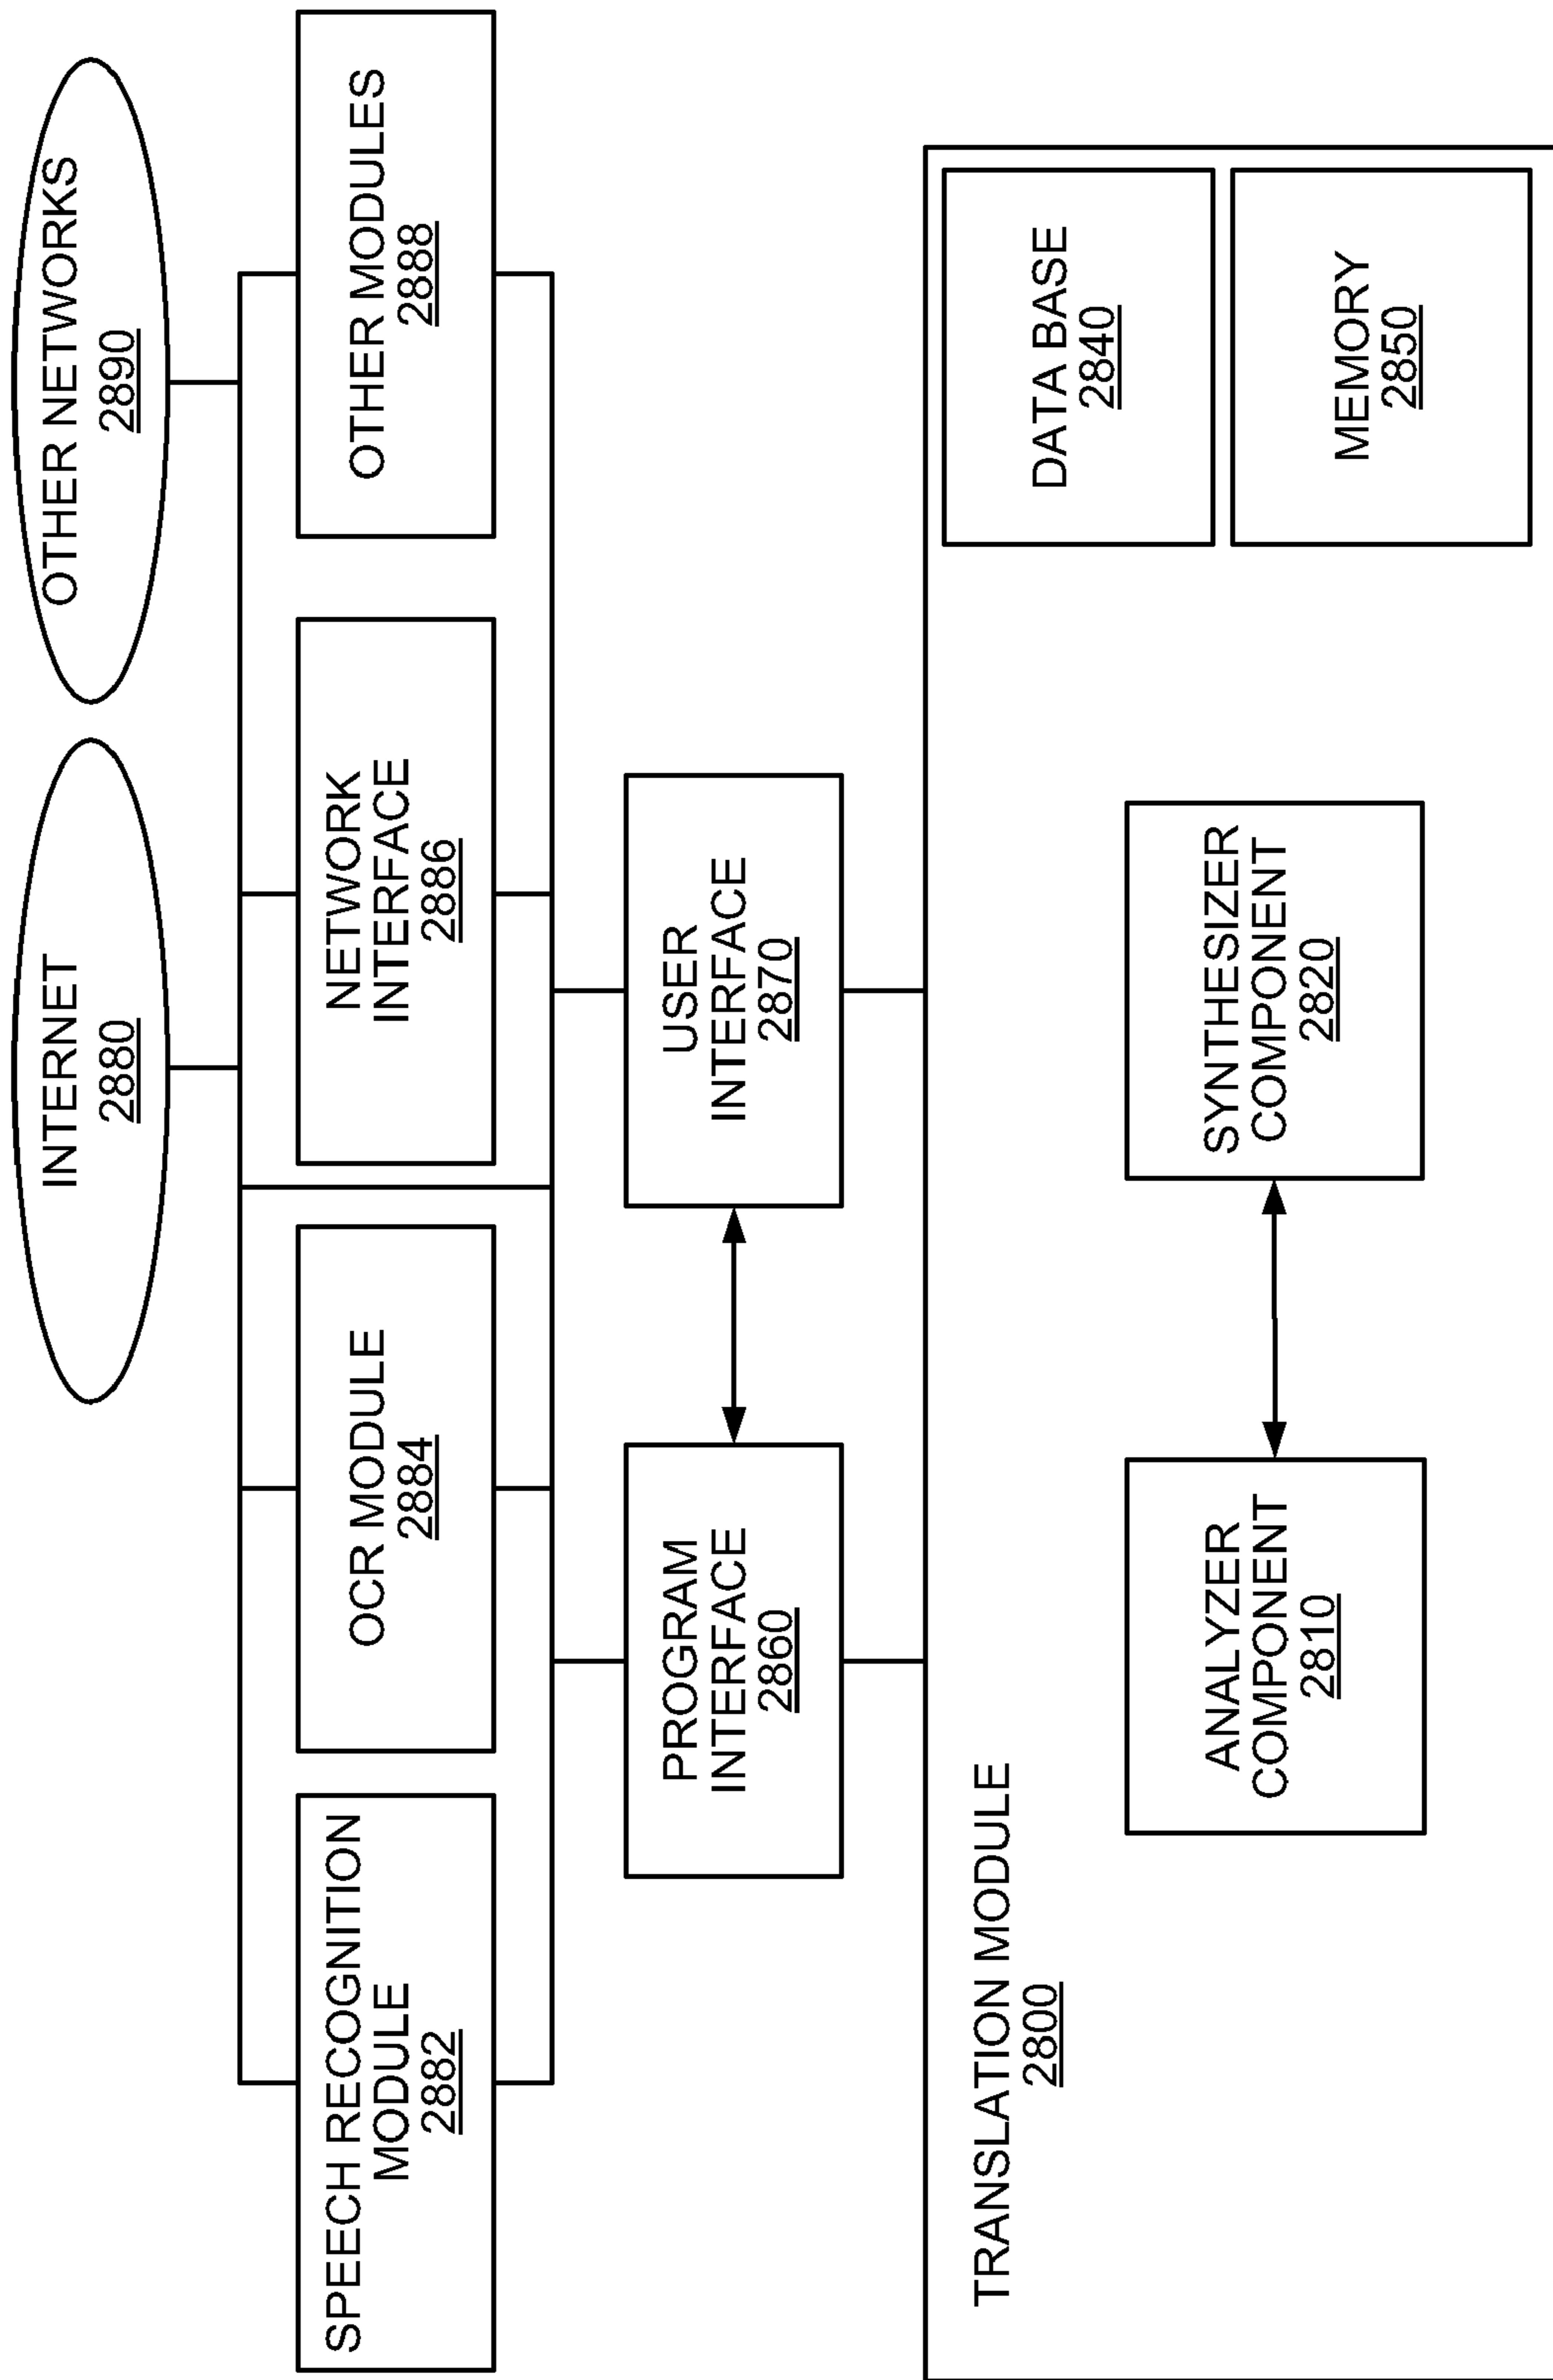 INTERNET
2880
OTHER NETWORKS
2890
SPEECH RECOGNITION
MODULE
2882
OCR MODULE
2884
NETWORK
INTERFACE
2886
OTHER MODULES
2888
PROGRAM
INTERFACE
2860
USER
INTERFACE
2870
TRANSLATION MODULE
2800
ANALYZER
COMPONENT
2810
SYNTHESIZER
COMPONENT
2820
DATA BASE
2840
MEMORY
2850